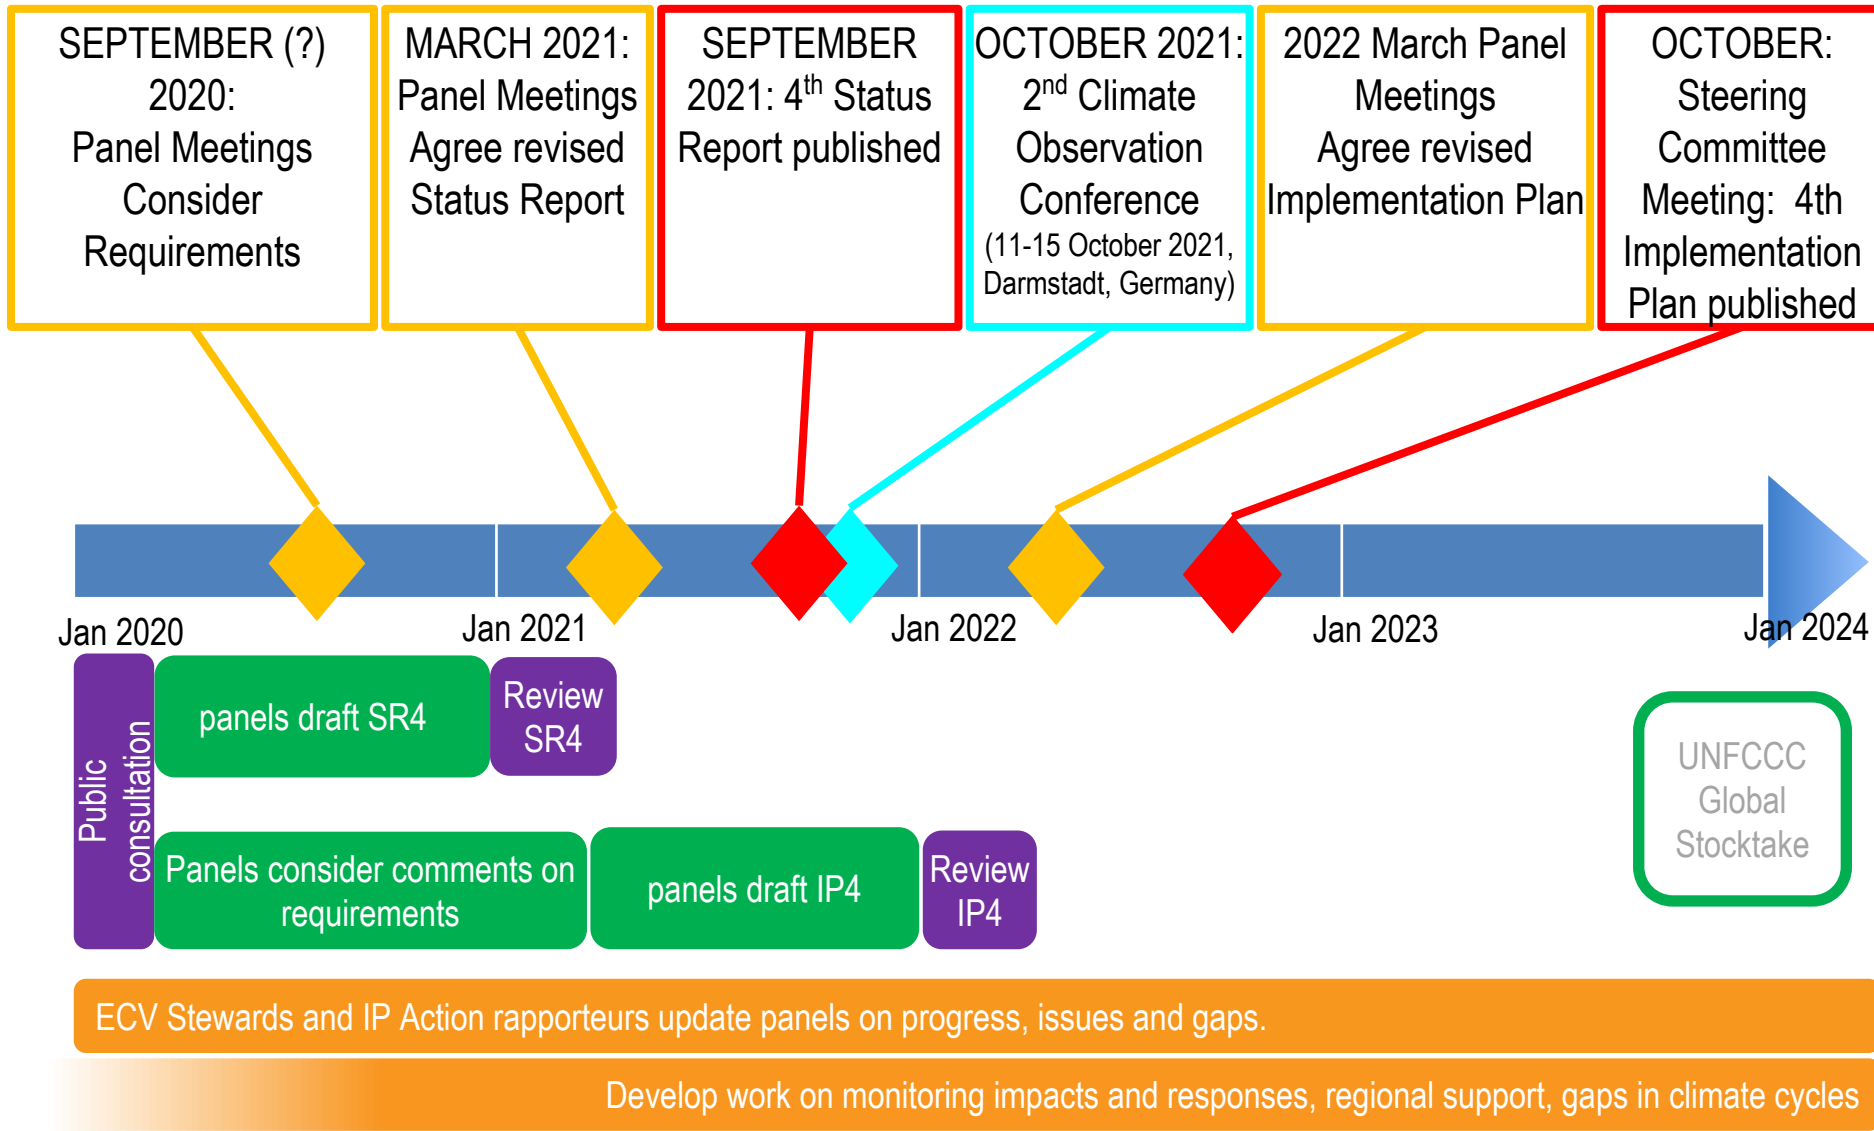 SEPTEMBER (?)
2020:
Panel Meetings
Consider
Requirements
MARCH 2021:
Panel Meetings
Agree revised
Status Report
SEPTEMBER
2021: 4th Status
Report published
OCTOBER 2021:
2nd Climate
Observation
Conference
(11-15 October 2021,
Darmstadt, Germany)
2022 March Panel
Meetings
Agree revised
Implementation Plan
OCTOBER:
Steering
Committee
Meeting: 4th
Implementation
Plan published
Jan 2020
Jan 2021
Jan 2022
Jan 2023
Jan 2024
Public
consultation
panels draft SR4
Review
SR4
Panels consider comments on
requirements
panels draft IP4
Review
IP4
UNFCCC
Global
Stocktake
ECV Stewards and IP Action rapporteurs update panels on progress, issues and gaps.
Develop work on monitoring impacts and responses, regional support, gaps in climate cycles